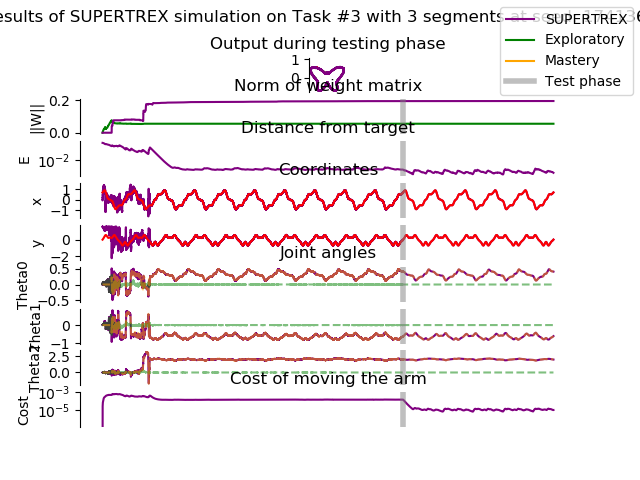 esults of SUPERTREX simulation on Task #3 with 3 segments at seed
SUPERTREX
Exploratory
Mastery
Test phase
Output during testing phase
1
0
Norm of weight matrix
0.2
0.0
||W||
Distance from target
10⁻²
E
Coordinates
1
0
−1
x
0
−2
y
Joint angles
0.5
0.0
−0.5
Theta0
0
−1
Theta1
2.5
0.0
Theta2
Cost of moving the arm
10⁻³
10⁻⁵
Cost